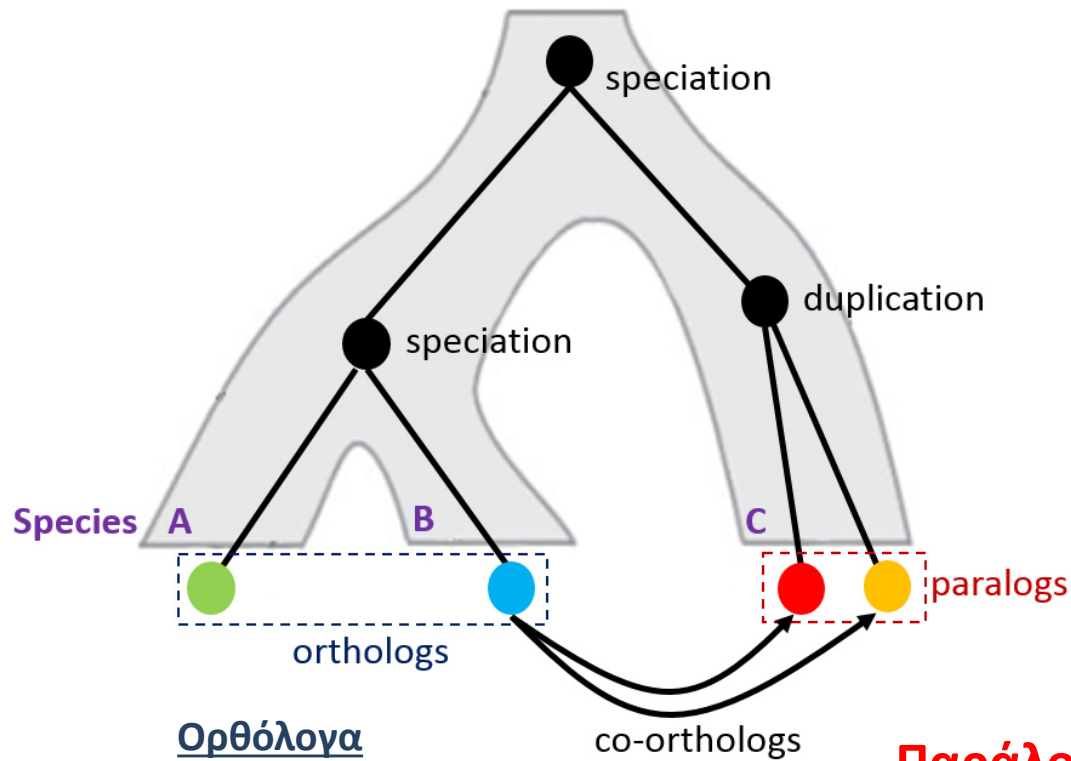 speciation
duplication
speciation
Species A B C
paralogs
orthologs
Ορθόλογα
co-orthologs